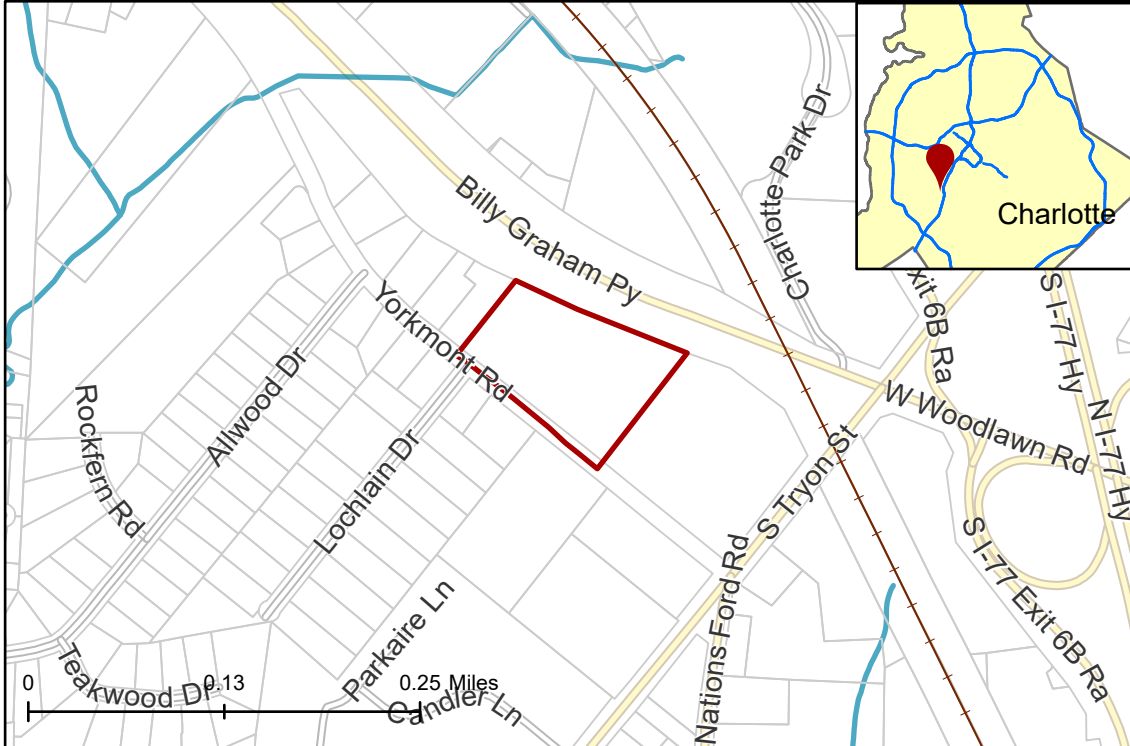 Charlotte Park Dr
Billy Graham Py
Charlotte
Yorkmont Rd
xit 6B Ra
S I-77 Hy
N I-77 Hy
W Woodlawn Rd
Allwood Dr
Rockfern Rd
Lochlain Dr
S Tryon St
Nations Ford Rd
S I-77 Exit 6B Ra
Parkaire Ln
Teakwood Dr
Candler Ln
0 0.13 0.25 Miles